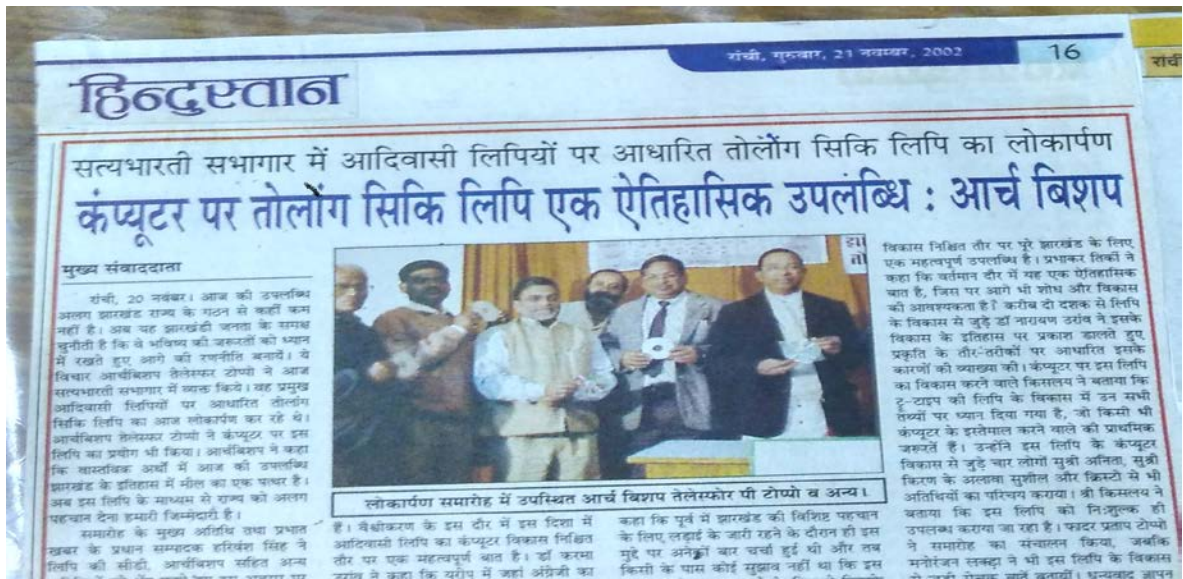 रांची, गुरुवार, 21 नवम्बर, 2002
16
रांची
हिन्दुस्तान
सत्यभारती सभागार में आदिवासी लिपियों पर आधारित तोलोंग सिकि लिपि का लोकार्पण
कंप्यूटर पर तोलोंग सिकि लिपि एक ऐतिहासिक उपलब्धि : आर्च बिशप
मुख्य संवाददाता
रांची, 20 नवंबर। आज की उपलब्धि
अलग झारखंड राज्य के गठन से कहीं कम
नहीं है। अब यह झारखंडी जनता के समक्ष
चुनौती है कि वे भविष्य की जरूरतों को ध्यान
में रखते हुए आगे की रणनीति बनायें। ये
विचार आर्चबिशप तेलेस्फर टोप्पो ने आज
सत्यभारती सभागार में व्यक्त किये। वह प्रमुख
आदिवासी लिपियों पर आधारित तोलोंग
सिकि लिपि का आज लोकार्पण कर रहे थे।
आर्चबिशप तेलेस्फर टोप्पो ने कंप्यूटर पर इस
लिपि का प्रयोग भी किया। आर्चबिशप ने कहा
कि वास्तविक अर्थों में आज की उपलब्धि
झारखंड के इतिहास में मील का एक पत्थर है।
अब इस लिपि के माध्यम से राज्य को अलग
पहचान देना हमारी जिम्मेदारी है।
समारोह के मुख्य अतिथि तथा प्रभात
खबर के प्रधान सम्पादक हरिवंश सिंह ने
लिपि की सीडी, आर्चबिशप सहित अन्य
लोकार्पण समारोह में उपस्थित आर्च बिशप तेलेस्फोर पी टोप्पो व अन्य।
हैं। वैश्वीकरण के इस दौर में इस दिशा में
आदिवासी लिपि का कंप्यूटर विकास निश्चित
तौर पर एक महत्वपूर्ण बात है। डॉ करमा
उरांव ने कहा कि यूरोप में जहां अंग्रेजी का
कहा कि पूर्व में झारखंड की विशिष्ट पहचान
के लिए लड़ाई के जारी रहने के दौरान ही इस
मुद्दे पर अनेकों बार चर्चा हुई थी और तब
किसी के पास कोई सुझाव नहीं था कि इस
विकास निश्चित तौर पर पूरे झारखंड के लिए
एक महत्वपूर्ण उपलब्धि है। प्रभाकर तिर्की ने
कहा कि वर्तमान दौर में यह एक ऐतिहासिक
बात है, जिस पर आगे भी शोध और विकास
की आवश्यकता है? करीब दो दशक से लिपि
के विकास से जुड़े डॉ नारायण उरांव ने इसके
विकास के इतिहास पर प्रकाश डालते हुए
प्रकृति के तौर-तरीकों पर आधारित इसके
कारणों की व्याख्या की। कंप्यूटर पर इस लिपि
का विकास करने वाले किसलय ने बताया कि
ट्रू-टाइप की लिपि के विकास में उन सभी
तथ्यों पर ध्यान दिया गया है, जो किसी भी
कंप्यूटर के इस्तेमाल करने वाले की प्राथमिक
जरूरतें हैं। उन्होंने इस लिपि के कंप्यूटर
विकास से जुड़े चार लोगों सुश्री अनिता, सुश्री
किरण के अलावा सुशील और क्रिस्टो से भी
अतिथियों का परिचय कराया। श्री किसलय ने
बताया कि इस लिपि को नि:शुल्क ही
उपलब्ध कराया जा रहा है। फादर प्रताप टोप्पो
ने समारोह का संचालन किया, जबकि
मनोरंजन लकड़ा ने भी इस लिपि के विकास